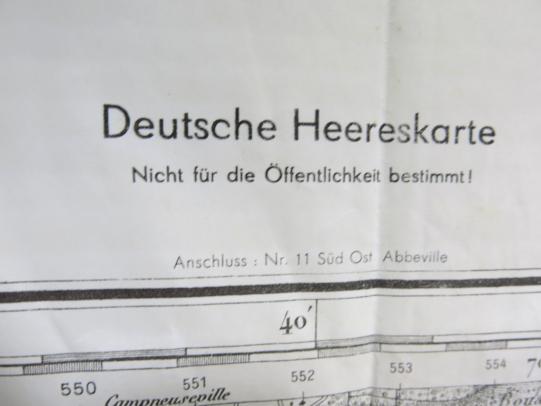 Deutsche Heereskarte
Nicht für die Öffentlichkeit bestimmt!
Anschluss : Nr. 11 Süd Ost Abbeville
40'
550 551 552 553 554
Campneuseville